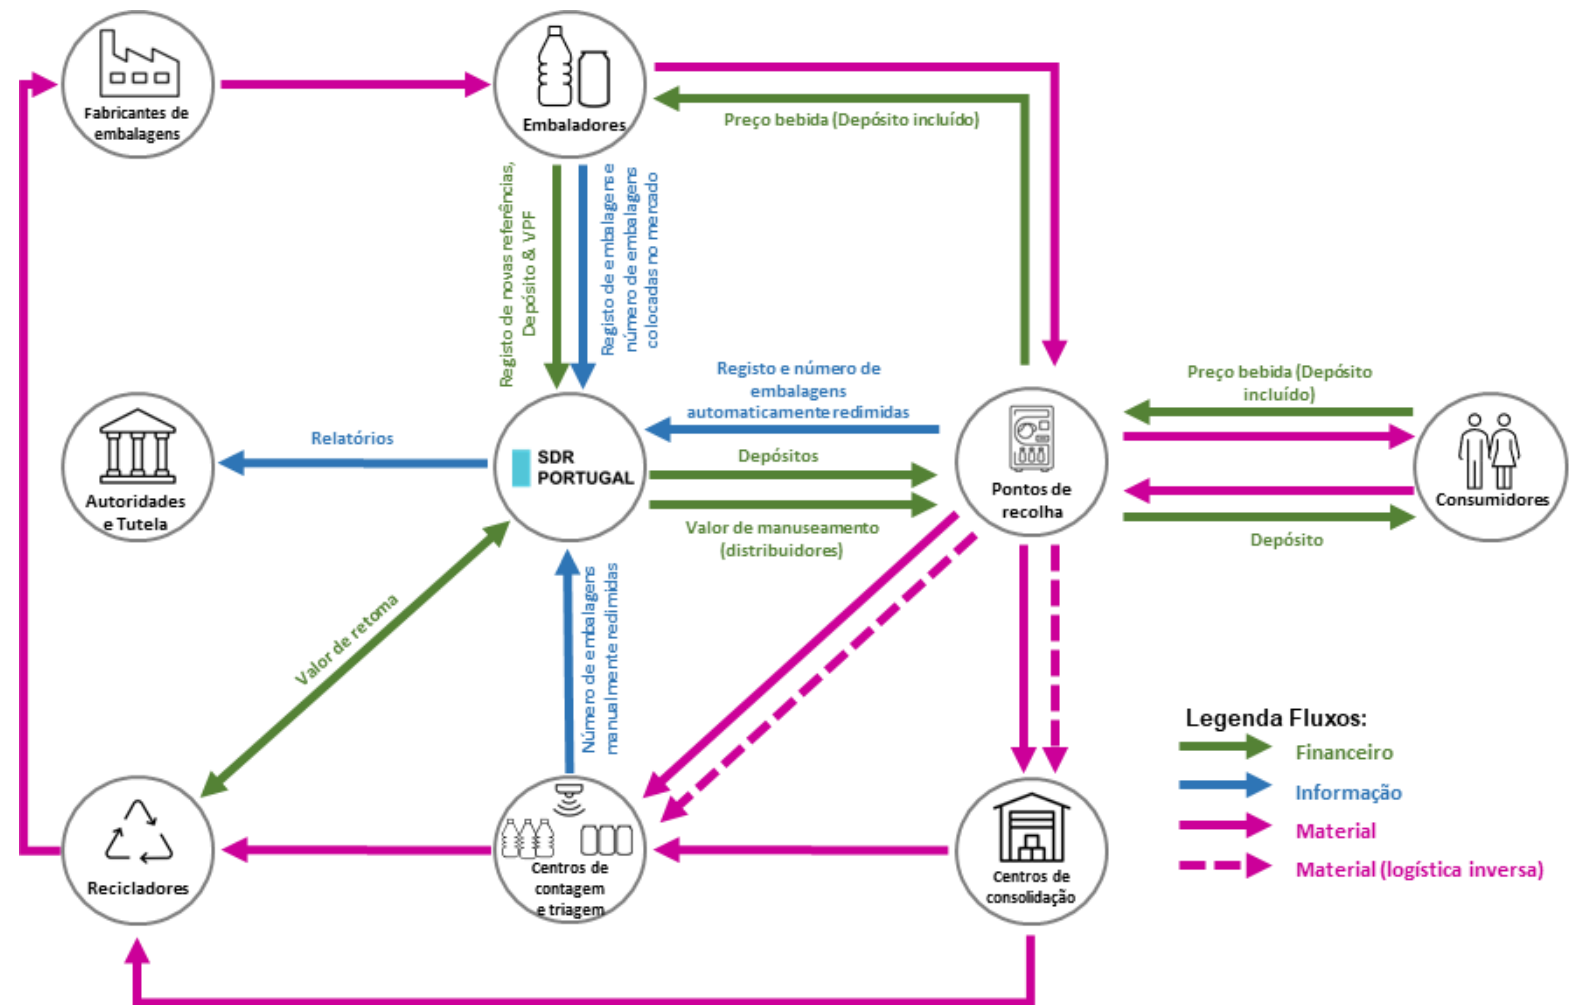 Fabricantes de
embalagens
Embaladores
Preço bebida (Depósito incluído)
Registo de novas referências,
Depósito & VPF
Registo de embalagens e
número de embalagens
colocadas no mercado
Registo e número de
embalagens
automaticamente redimidas
Preço bebida (Depósito
incluído)
Relatórios
Autoridades
e Tutela
SDR
PORTUGAL
Depósitos
Valor de manuseamento
(distribuidores)
Pontos de
recolha
Consumidores
Depósito
Valor de retoma
Número de embalagens
manualmente redimidas
Legenda Fluxos:
Financeiro
Informação
Material
Material (logística inversa)
Recicladores
Centros de
contagem
e triagem
Centros de
consolidação